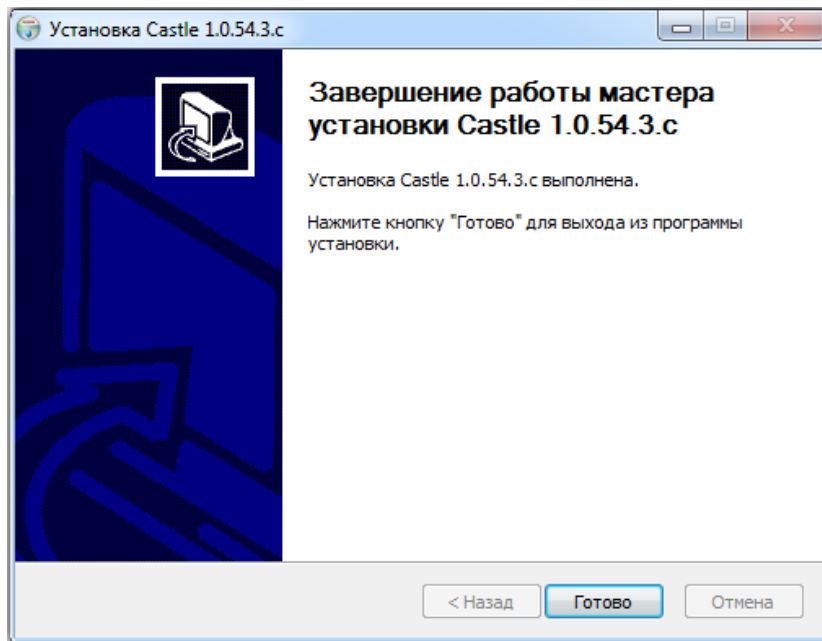 Установка Castle 1.0.54.3.c
Завершение работы мастера
установки Castle 1.0.54.3.c
Установка Castle 1.0.54.3.c выполнена.
Нажмите кнопку "Готово" для выхода из программы
установки.
< Назад
Готово
Отмена